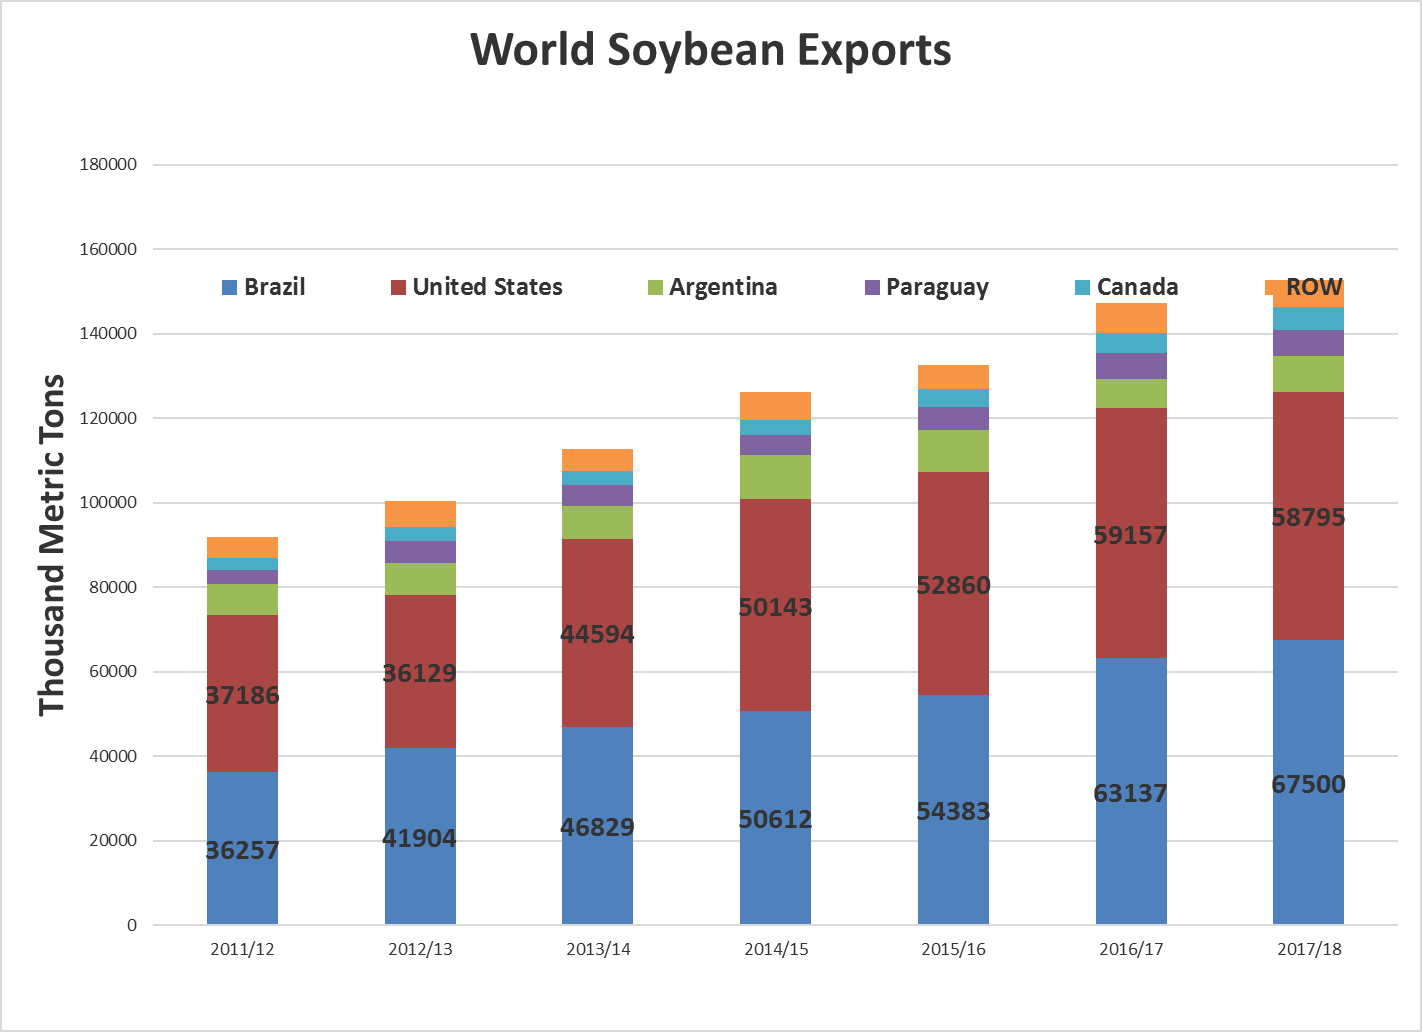 World Soybean Exports
Thousand Metric Tons
180000
160000
140000
120000
100000
80000
60000
40000
20000
0
Brazil United States Argentina Paraguay Canada ROW
37186 36129 44594 50143 52860 59157 58795
36257 41904 46829 50612 54383 63137 67500
2011/12 2012/13 2013/14 2014/15 2015/16 2016/17 2017/18